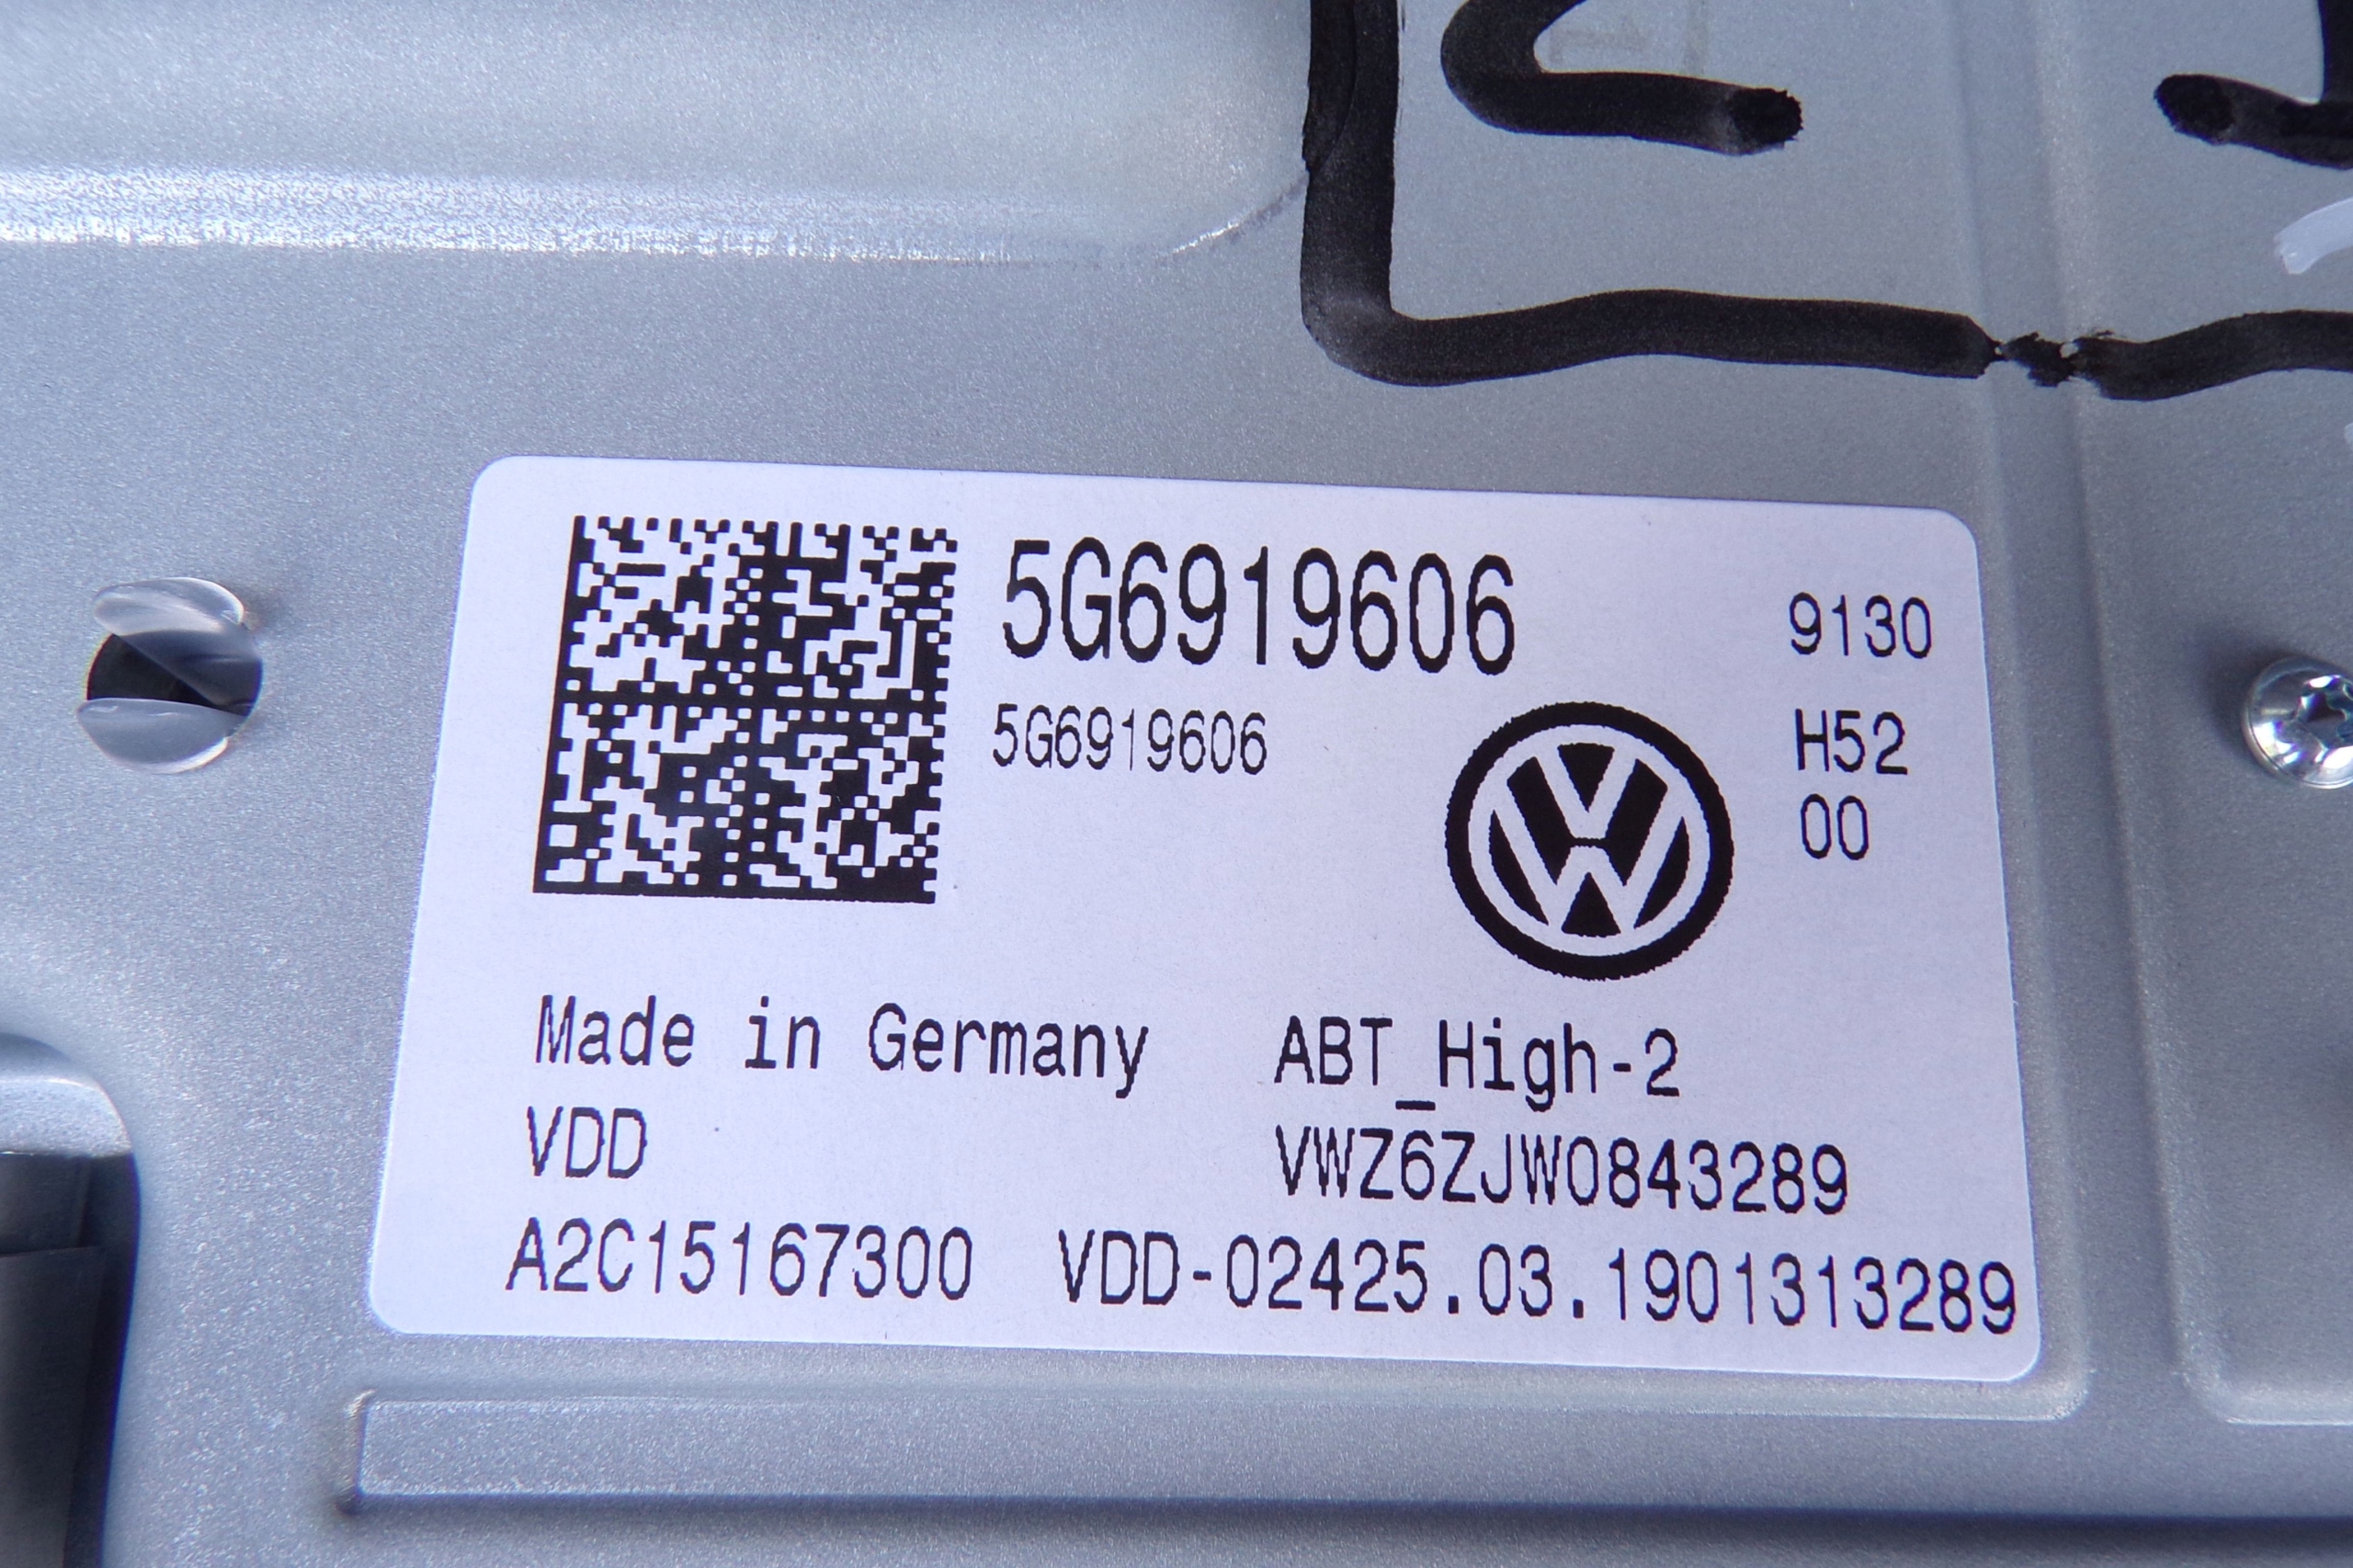 5G6919606
9130
5G6919606
H52
00
Made in Germany
ABT_High-2
VDD
VWZ6ZJW0843289
A2C15167300
VDD-02425.03.1901313289